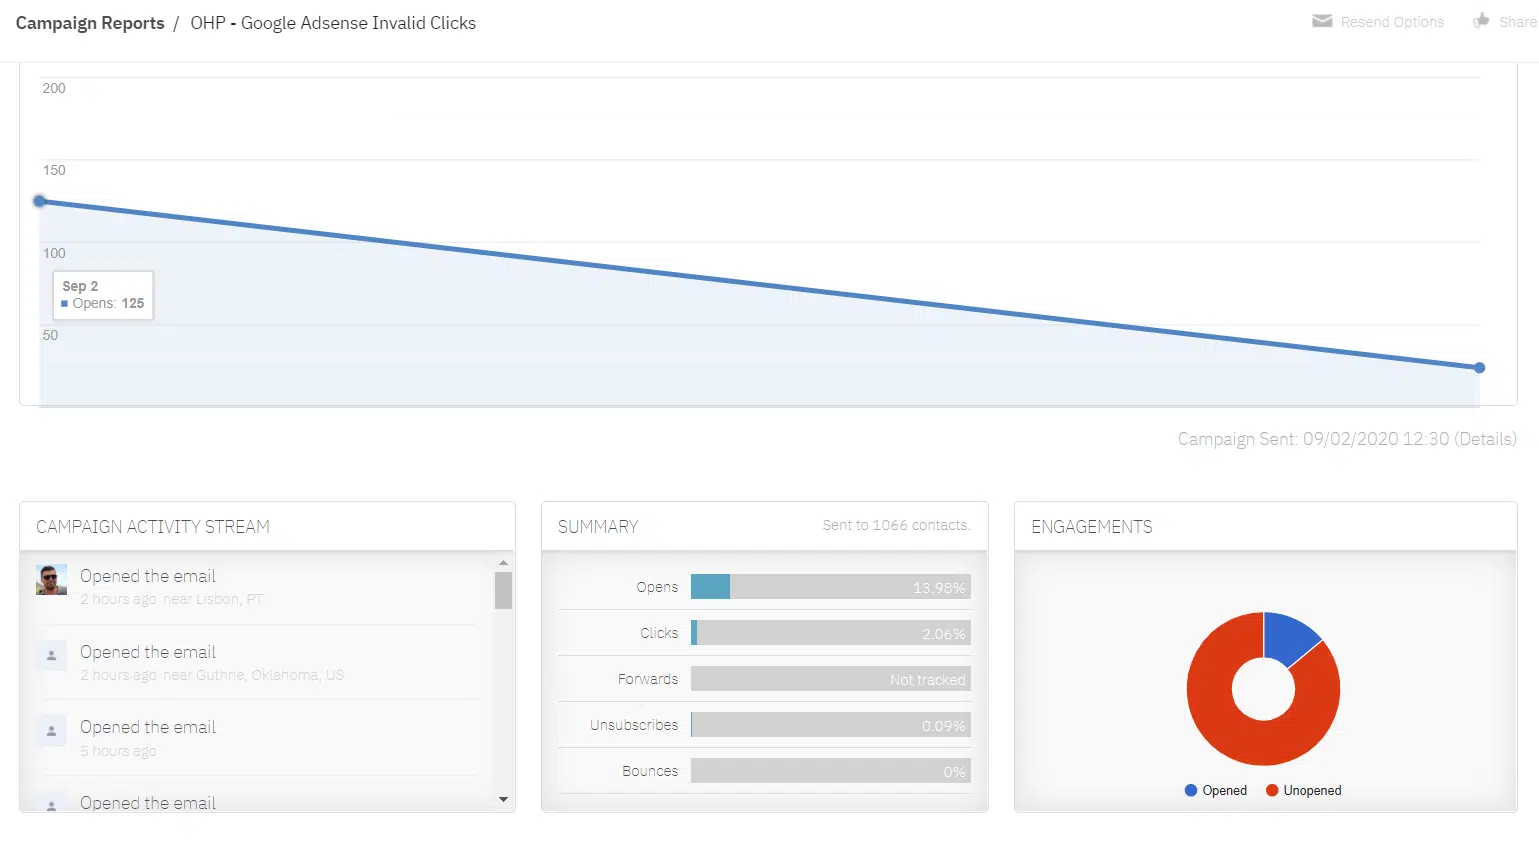 Campaign Reports / OHP - Google Adsense Invalid Clicks
Resend Options
Share
200
150
100
Sep 2
Opens: 125
50
Campaign Sent: 09/02/2020 12:30 (Details)
CAMPAIGN ACTIVITY STREAM
Opened the email
2 hours ago near Lisbon, PT
Opened the email
2 hours ago near Guthrie, Oklahoma, US
Opened the email
5 hours ago
Opened the email
SUMMARY
Sent to 1066 contacts.
Opens 13.98%
Clicks 2.06%
Forwards Not tracked
Unsubscribes 0.09%
Bounces 0%
ENGAGEMENTS
Opened Unopened